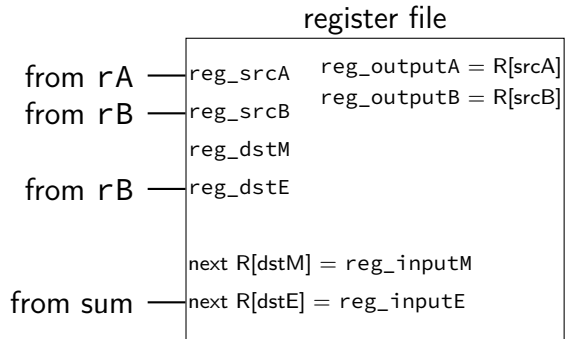 register file
from rA
reg_srcA
reg_outputA = R[srcA]
from rB
reg_srcB
reg_outputB = R[srcB]
reg_dstM
from rB
reg_dstE
next R[dstM] = reg_inputM
from sum
next R[dstE] = reg_inputE